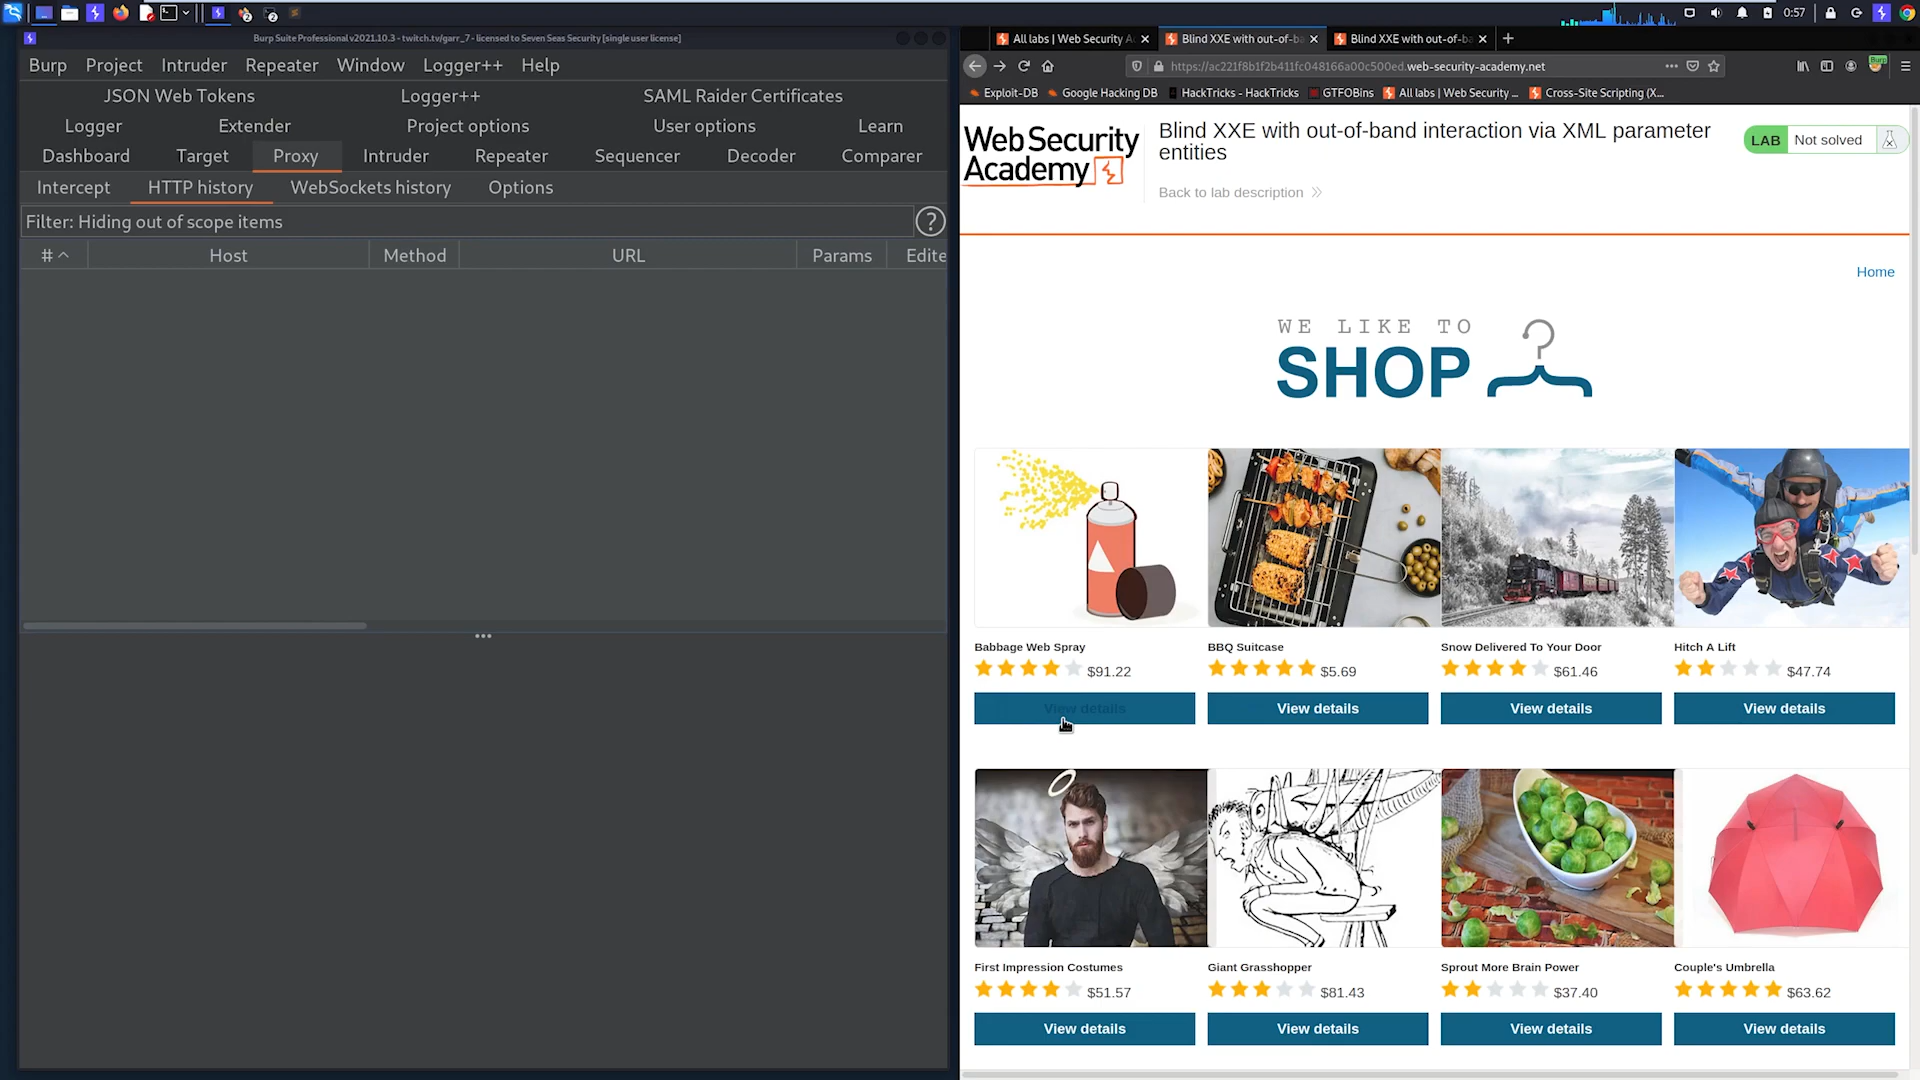 0:57
Burp Suite Professional v2021.10.3 - twitch.tv/garr_7 - licensed to Seven Seas Security [single user license]
Burp Project Intruder Repeater Window Logger++ Help
JSON Web Tokens Logger++ SAML Raider Certificates
Logger Extender Project options User options Learn
Dashboard Target Proxy Intruder Repeater Sequencer Decoder Comparer
Intercept HTTP history WebSockets history Options
Filter: Hiding out of scope items ?
# Host Method URL Params Edite
All labs | Web Security A Blind XXE with out-of-ba Blind XXE with out-of-ba
https://ac221f8b1f2b411fc048166a00c500ed.web-security-academy.net
Burp
Exploit-DB Google Hacking DB HackTricks - HackTricks GTFOBins All labs | Web Security ... Cross-Site Scripting (X...
Web Security
Academy
Blind XXE with out-of-band interaction via XML parameter
entities
Back to lab description
LAB Not solved
Home
WE LIKE TO
SHOP
Babbage Web Spray
$91.22
View details
BBQ Suitcase
$5.69
View details
Snow Delivered To Your Door
$61.46
View details
Hitch A Lift
$47.74
View details
First Impression Costumes
$51.57
View details
Giant Grasshopper
$81.43
View details
Sprout More Brain Power
$37.40
View details
Couple's Umbrella
$63.62
View details